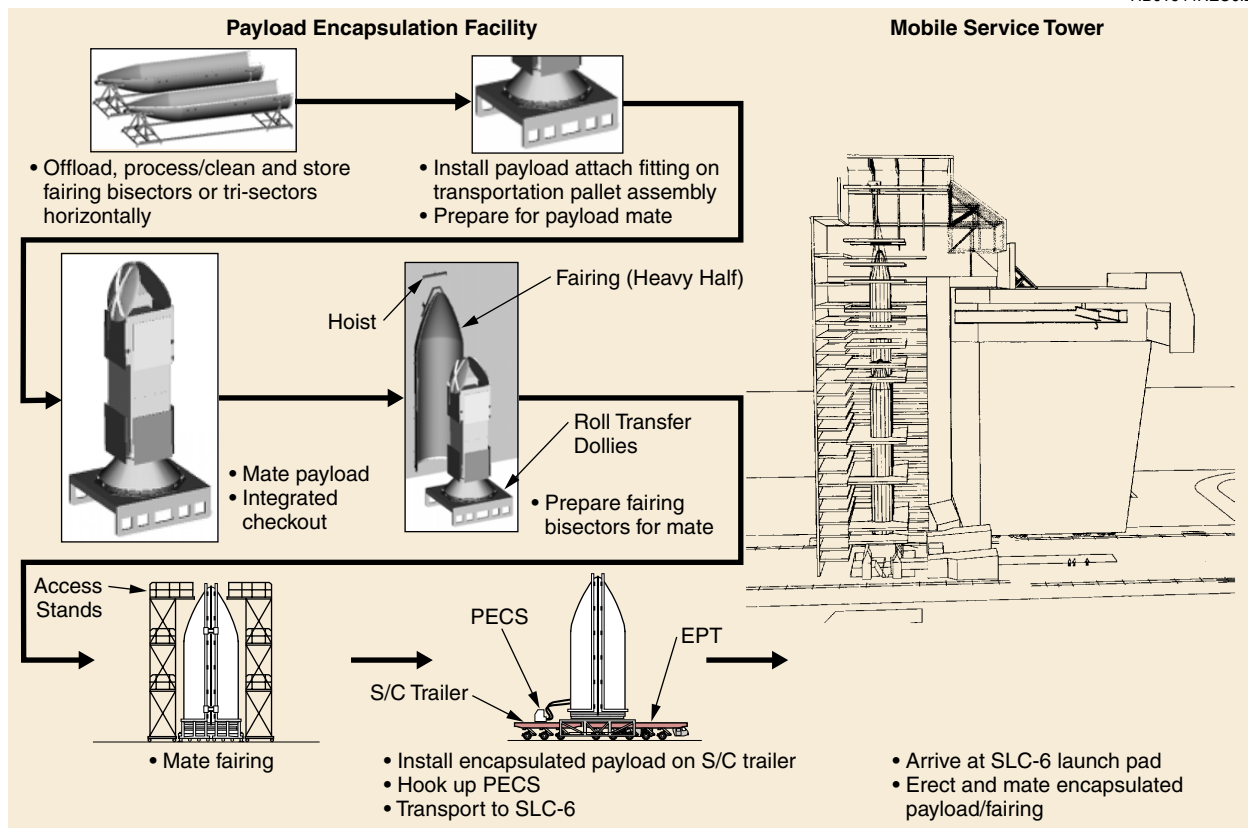 Payload Encapsulation Facility
Mobile Service Tower
• Offload, process/clean and store
fairing bisectors or tri-sectors
horizontally
• Install payload attach fitting on
transportation pallet assembly
• Prepare for payload mate
Hoist
Fairing (Heavy Half)
Roll Transfer
Dollies
• Mate payload
• Integrated
checkout
• Prepare fairing
bisectors for mate
Access
Stands
PECS
EPT
S/C Trailer
• Mate fairing
• Install encapsulated payload on S/C trailer
• Hook up PECS
• Transport to SLC-6
• Arrive at SLC-6 launch pad
• Erect and mate encapsulated
payload/fairing